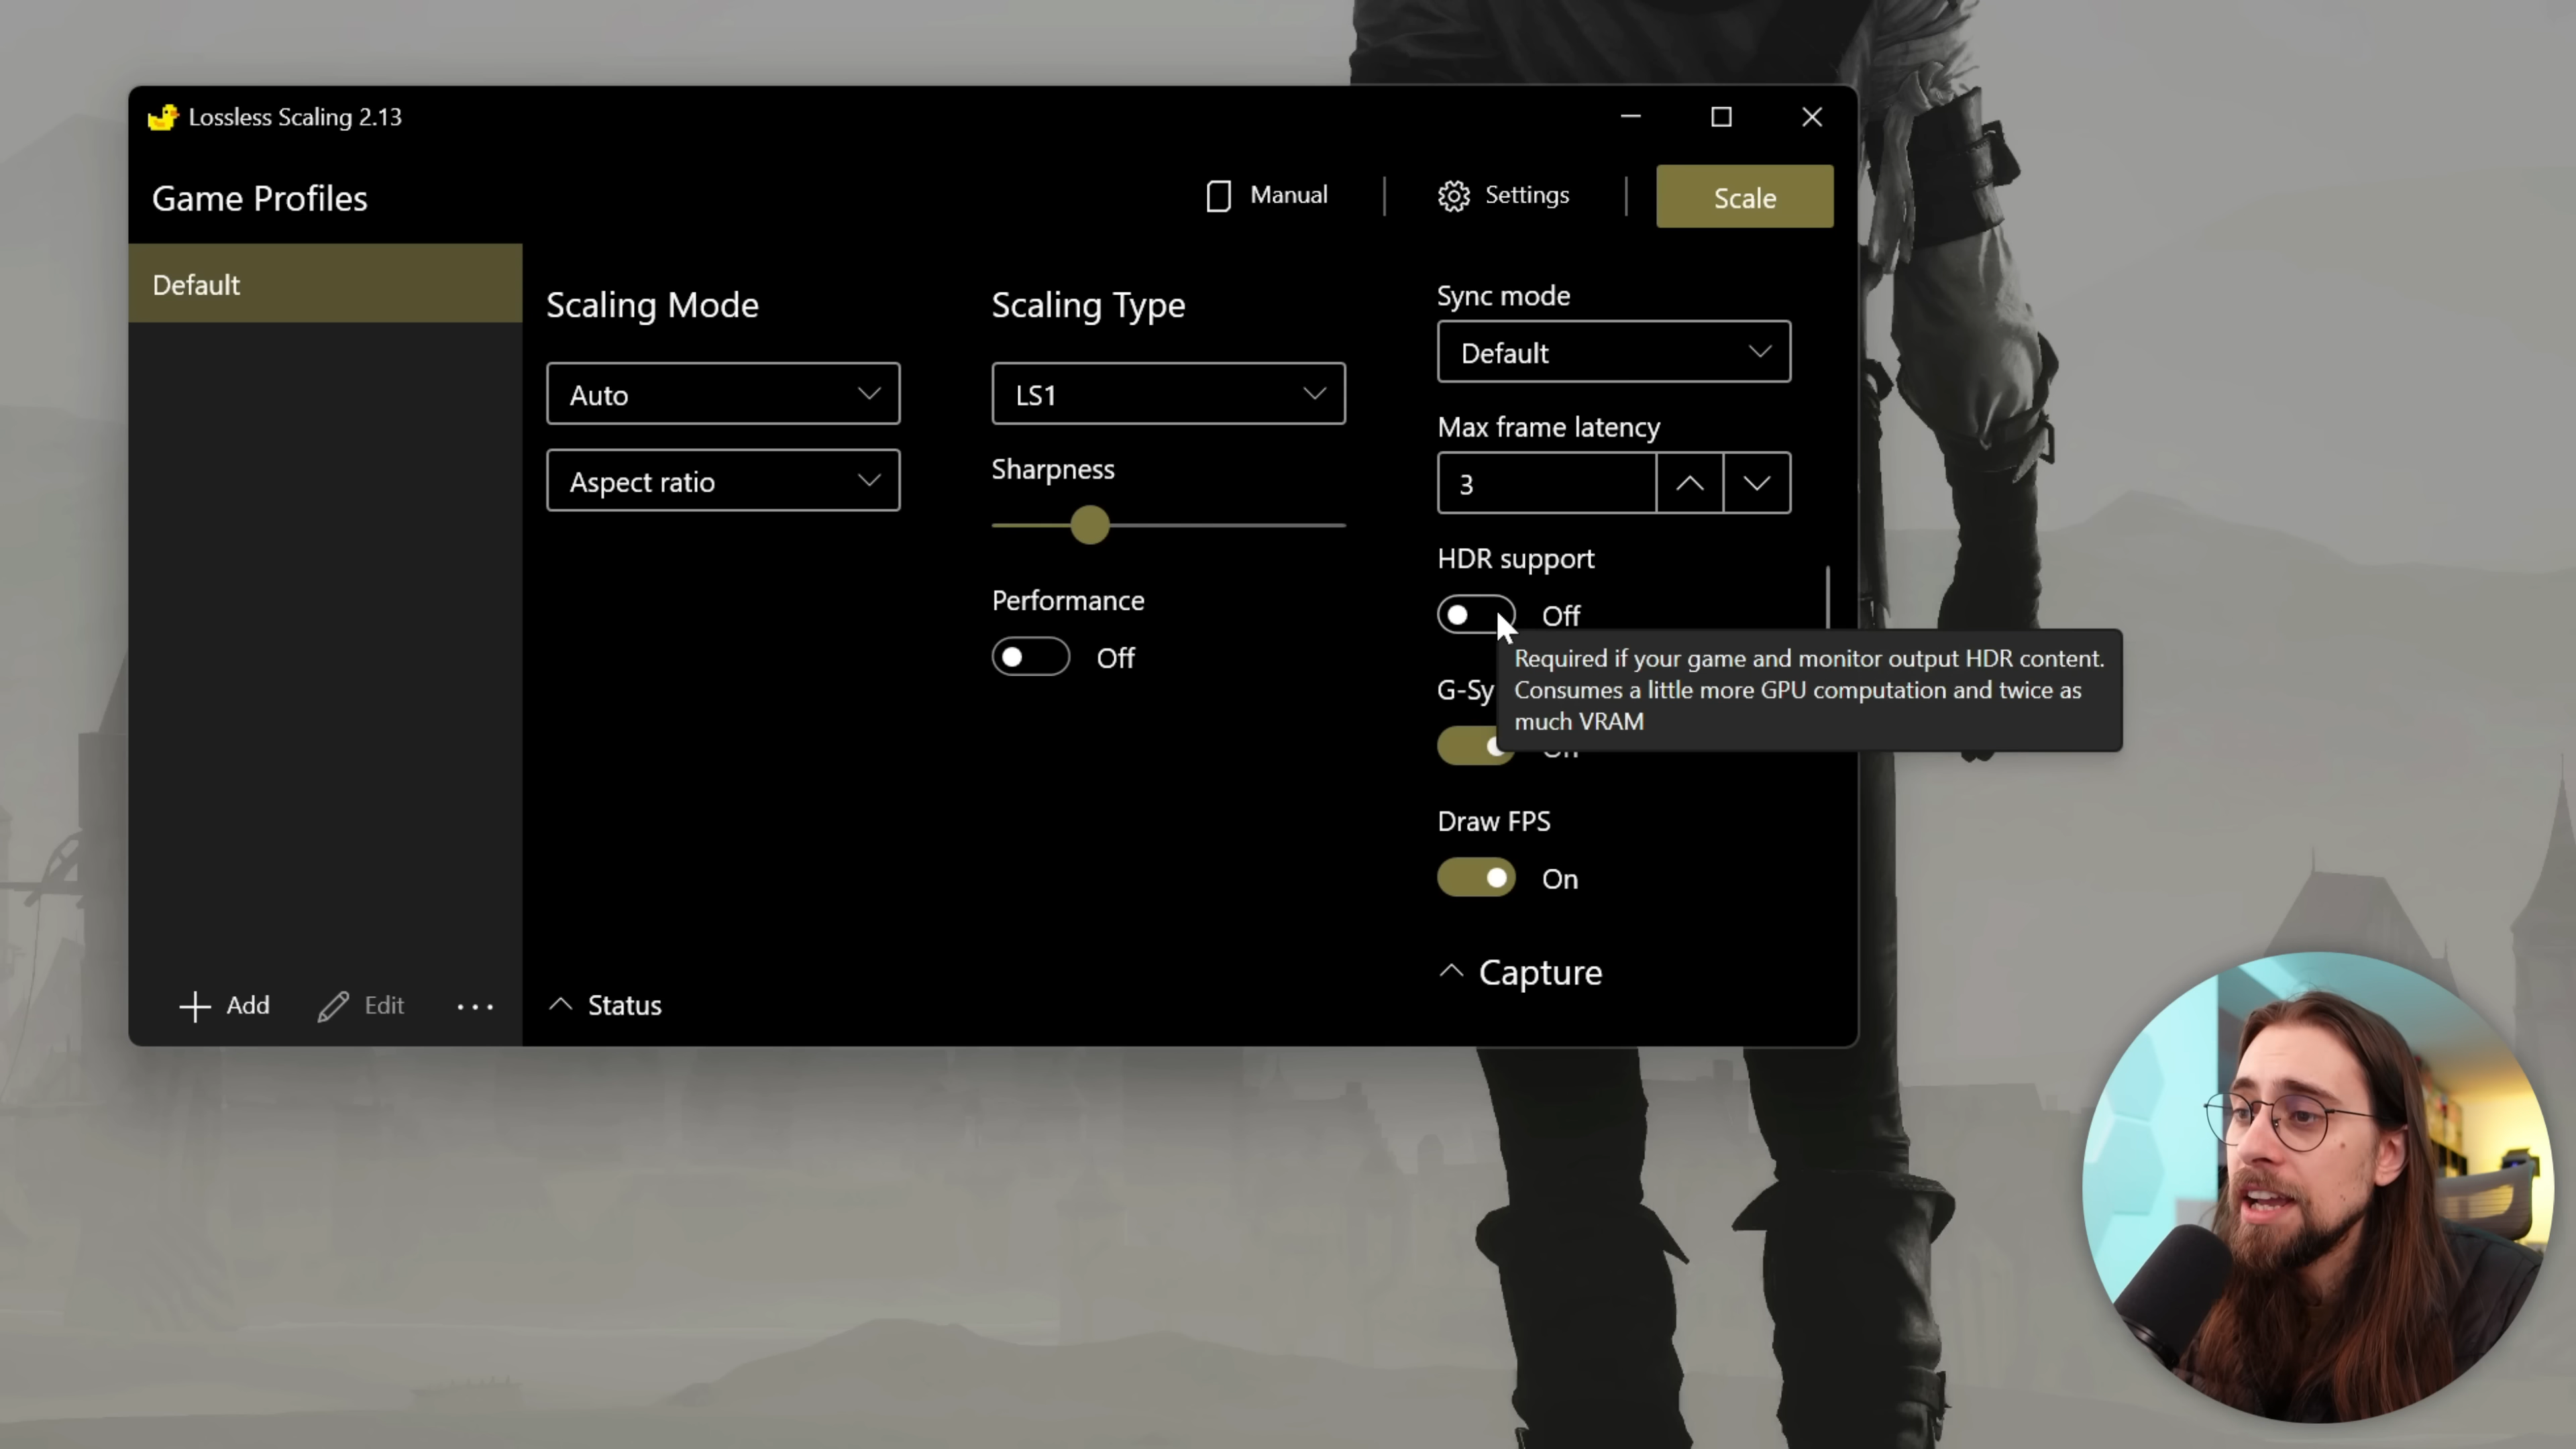 Lossless Scaling 2.13
Game Profiles
Manual
Settings
Scale
Default
Scaling Mode
Auto
Aspect ratio
Scaling Type
LS1
Sharpness
Performance
Off
Sync mode
Default
Max frame latency
3
HDR support
Off
Required if your game and monitor output HDR content.
Consumes a little more GPU computation and twice as
much VRAM
G-Sy
On
Draw FPS
On
Capture
Add
Edit
Status